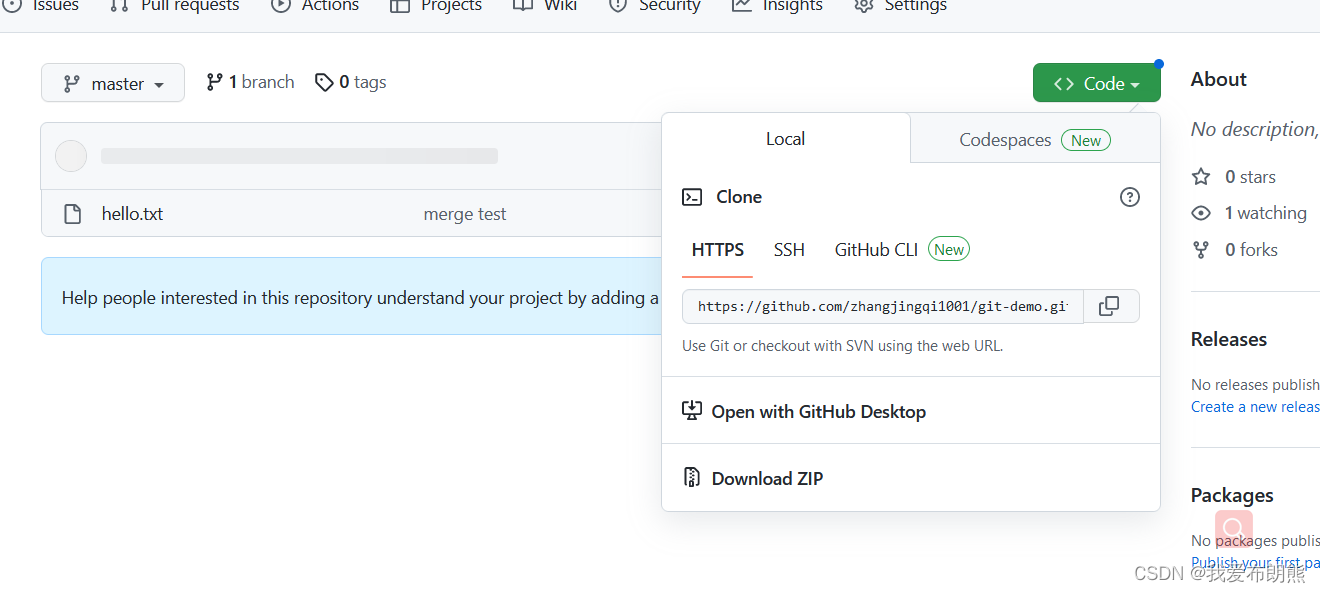 Issues Pull requests Actions Projects Wiki Security Insights Settings
master 1 branch 0 tags Code
Local Codespaces New
Clone
HTTPS SSH GitHub CLI New
https://github.com/zhangjingqi1001/git-demo.gi
Use Git or checkout with SVN using the web URL.
Open with GitHub Desktop
Download ZIP
hello.txt merge test
Help people interested in this repository understand your project by adding a
About
No description,
0 stars
1 watching
0 forks
Releases
No releases publish
Create a new releas
Packages
No packages publis
Publish your first pa
CSDN @我爱布朗熊